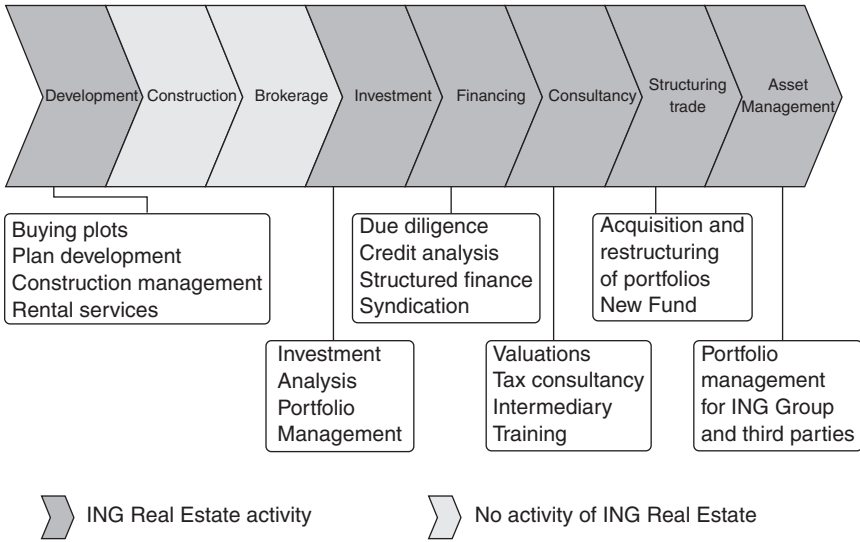 Development
Construction
Brokerage
Investment
Financing
Consultancy
Structuring
trade
Asset
Management
Buying plots
Plan development
Construction management
Rental services
Due diligence
Credit analysis
Structured finance
Syndication
Acquisition and
restructuring
of portfolios
New Fund
Investment
Analysis
Portfolio
Management
Valuations
Tax consultancy
Intermediary
Training
Portfolio
management
for ING Group
and third parties
ING Real Estate activity
No activity of ING Real Estate